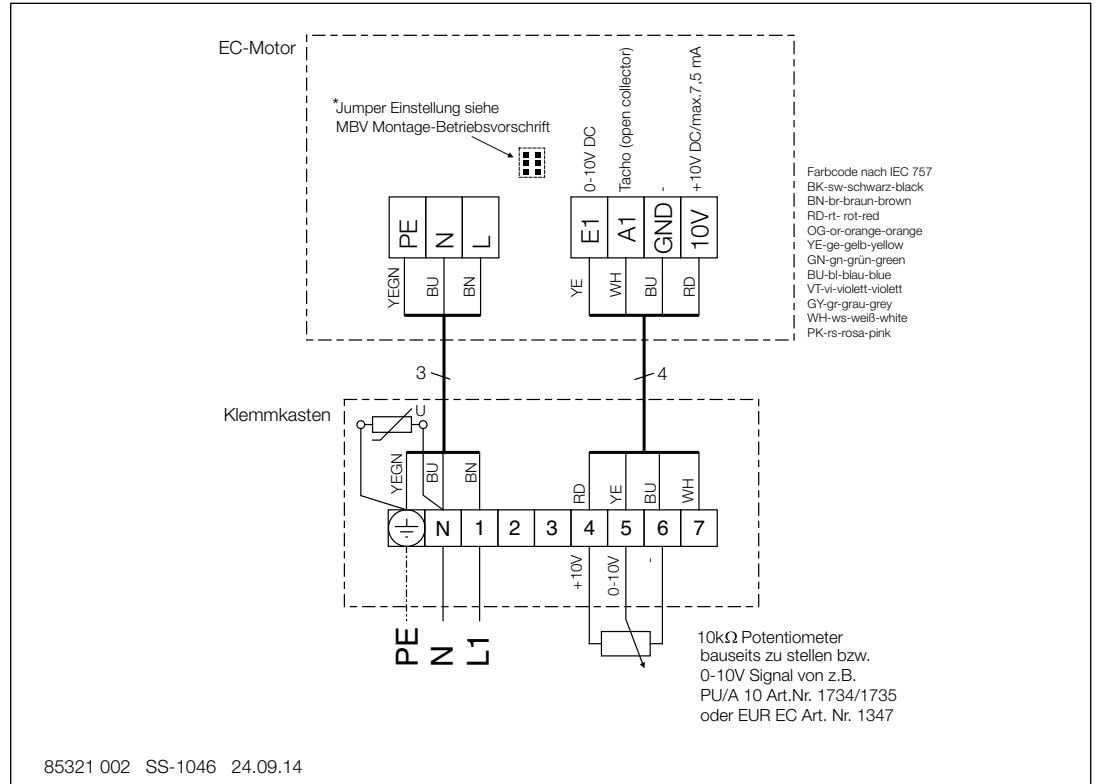 EC-Motor
*Jumper Einstellung siehe
MBV Montage-Betriebsvorschrift
0-10V DC
Tacho (open collector)
-
+10V DC/max.7,5 mA
PE
N
L
E1
A1
GND
10V
YEGN
BU
BN
YE
WH
BU
RD
Farbcode nach IEC 757
BK-sw-schwarz-black
BN-br-braun-brown
RD-rt- rot-red
OG-or-orange-orange
YE-ge-gelb-yellow
GN-gn-grün-green
BU-bl-blau-blue
VT-vi-violett-violett
GY-gr-grau-grey
WH-ws-weiß-white
PK-rs-rosa-pink
3
4
Klemmkasten
U
YEGN
BU
BN
RD
YE
BU
WH
N
1
2
3
4
5
6
7
+10V
0-10V
-
PE
N
L1
10kΩ Potentiometer
bauseits zu stellen bzw.
0-10V Signal von z.B.
PU/A 10 Art.Nr. 1734/1735
oder EUR EC Art. Nr. 1347
85321 002 SS-1046 24.09.14